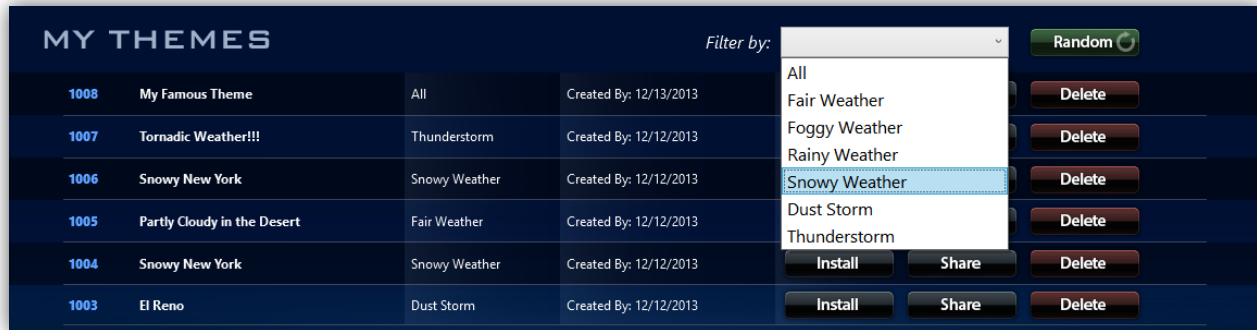 MY THEMES
Filter by:
Random
All
Fair Weather
Foggy Weather
Rainy Weather
Snowy Weather
Dust Storm
Thunderstorm
1008 My Famous Theme All Created By: 12/13/2013 Delete
1007 Tornadic Weather!!! Thunderstorm Created By: 12/12/2013 Delete
1006 Snowy New York Snowy Weather Created By: 12/12/2013 Delete
1005 Partly Cloudy in the Desert Fair Weather Created By: 12/12/2013 Delete
1004 Snowy New York Snowy Weather Created By: 12/12/2013 Install Share Delete
1003 El Reno Dust Storm Created By: 12/12/2013 Install Share Delete